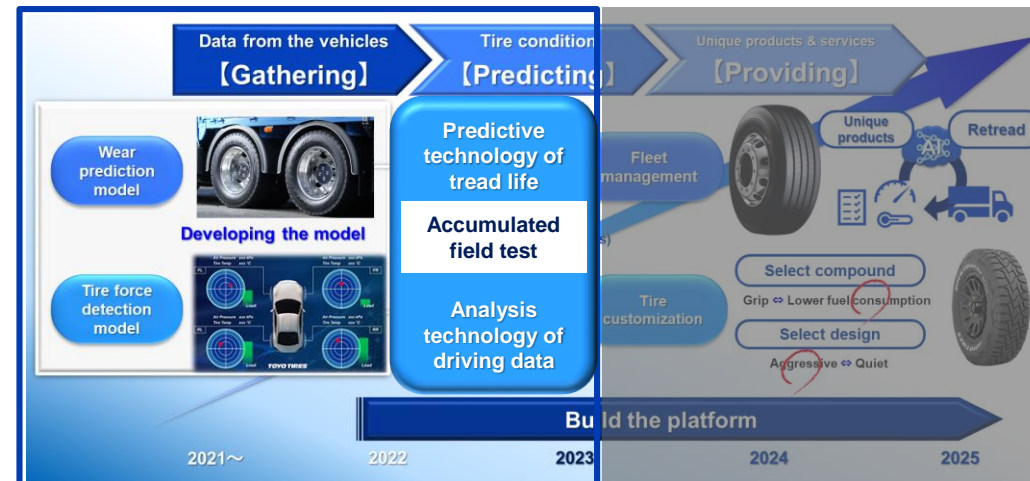 Data from the vehicles
【Gathering】
Tire condition
【Predicting】
Unique products & services
【Providing】
Wear
prediction
model
Developing the model
Tire force
detection
model
TOYO TIRES
Predictive
technology of
tread life
Accumulated
field test
Analysis
technology of
driving data
Fleet
management
s)
Tire
customization
Unique
products
AI
Retread
Select compound
Grip ⇔ Lower fuel consumption
Select design
Aggressive ⇔ Quiet
Build the platform
2021～
2022
2023
2024
2025